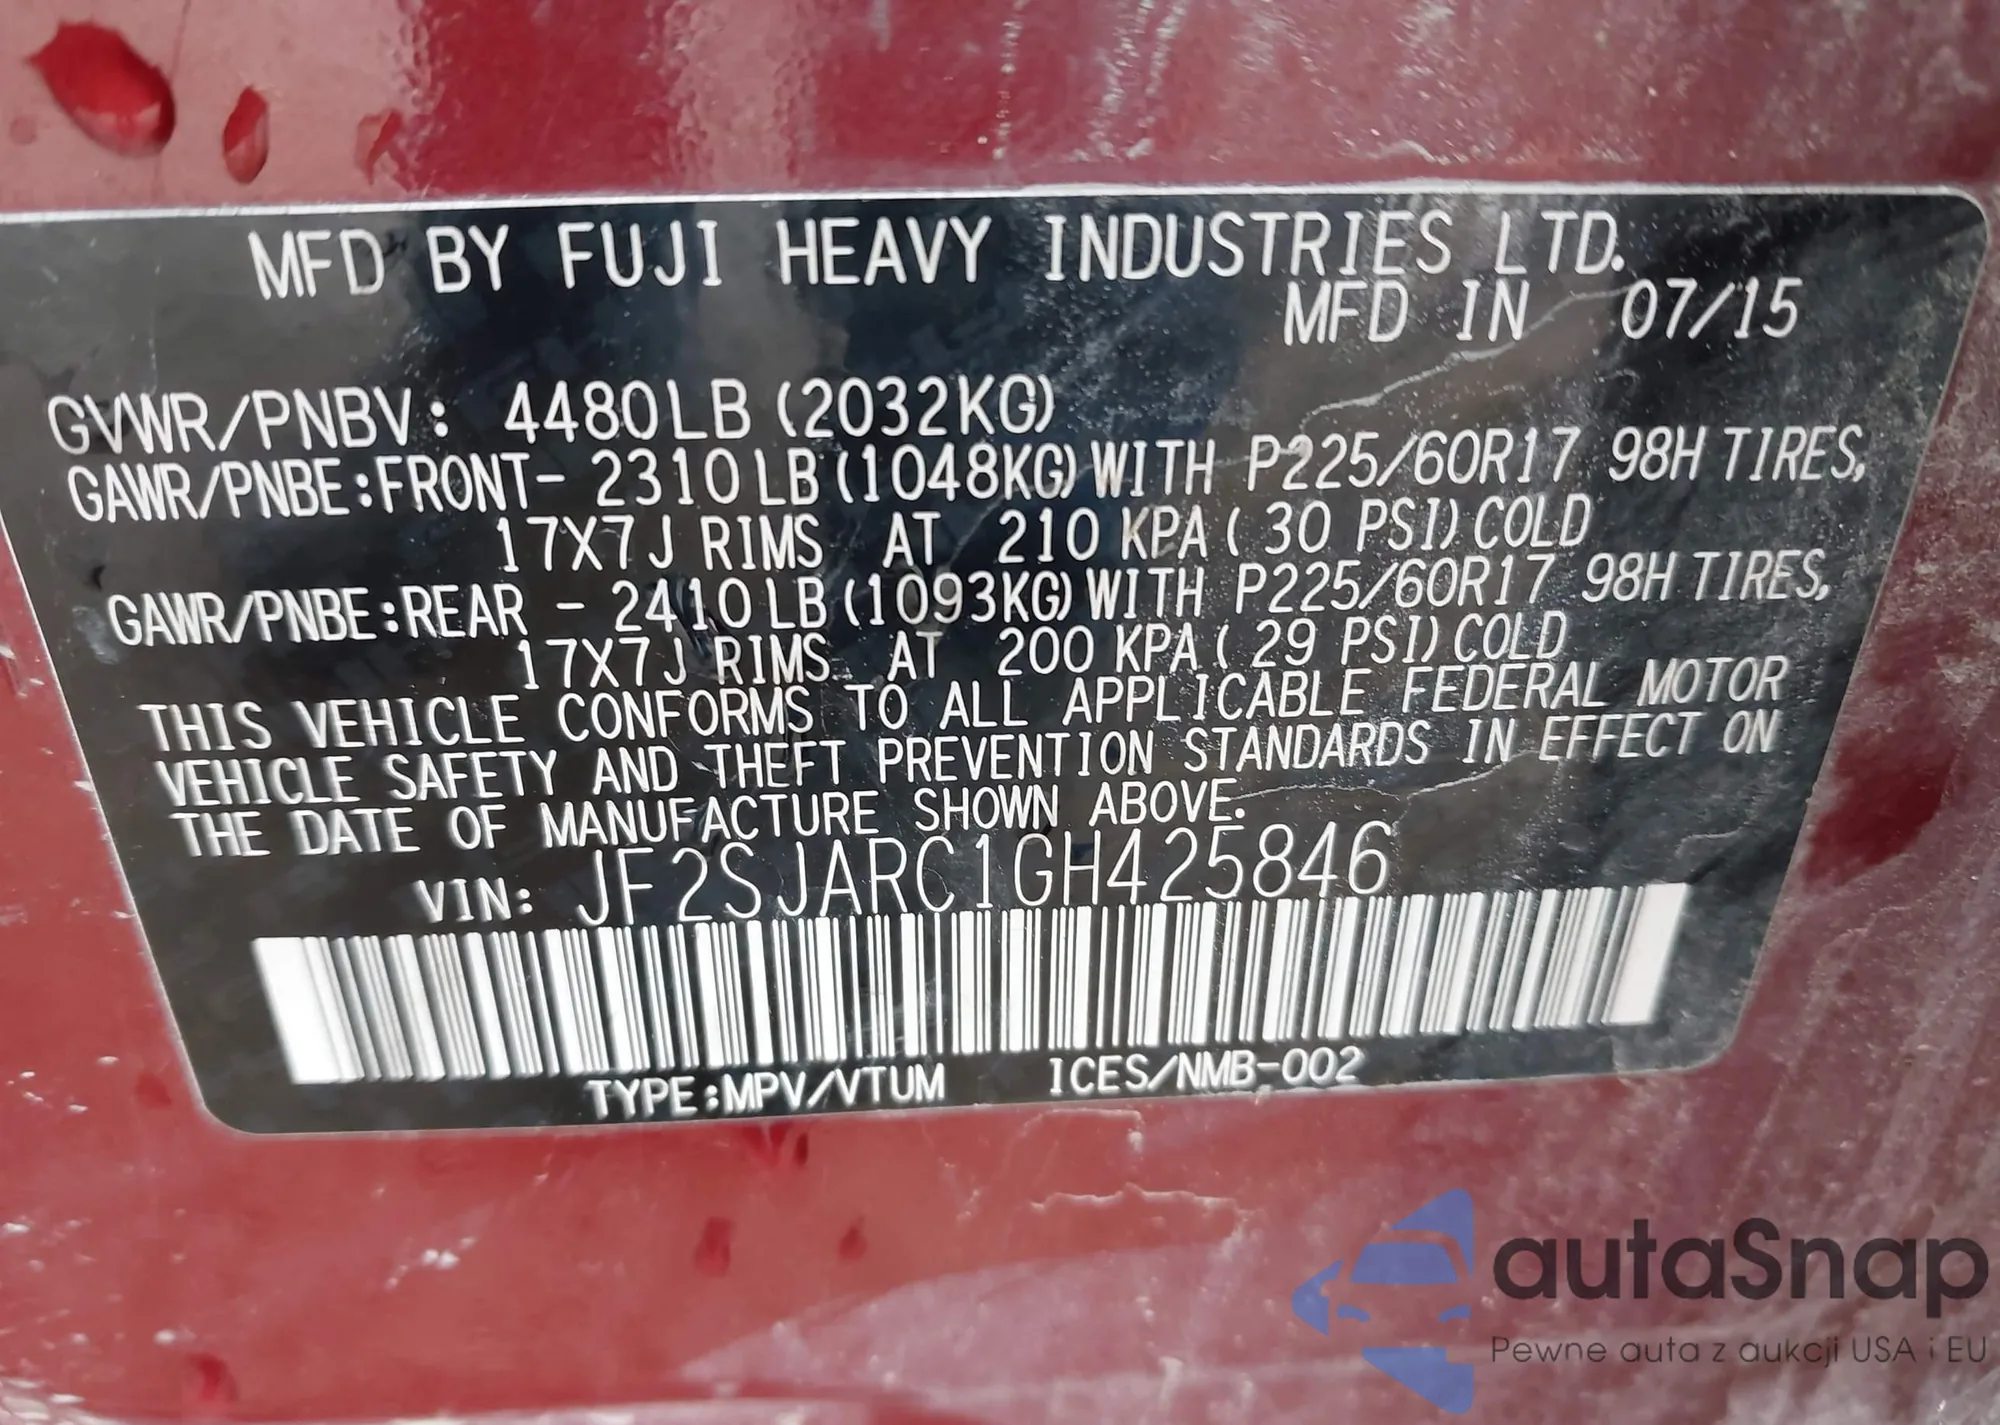 MFD BY FUJI HEAVY INDUSTRIES LTD.
MFD IN 07/15
GVWR/PNBV: 4480LB (2032KG)
GAWR/PNBE:FRONT- 2310LB (1048KG) WITH P225/60R17 98H TIRES,
17X7J RIMS AT 210 KPA ( 30 PSI) COLD
GAWR/PNBE:REAR - 2410LB (1093KG) WITH P225/60R17 98H TIRES,
17X7J RIMS AT 200 KPA ( 29 PSI) COLD
THIS VEHICLE CONFORMS TO ALL APPLICABLE FEDERAL MOTOR
VEHICLE SAFETY AND THEFT PREVENTION STANDARDS IN EFFECT ON
THE DATE OF MANUFACTURE SHOWN ABOVE.
VIN: JF2SJARC1GH425846
TYPE:MPV/VTUM ICES/NMB-002
autaSnap
Pewne auta z aukcji USA i EU